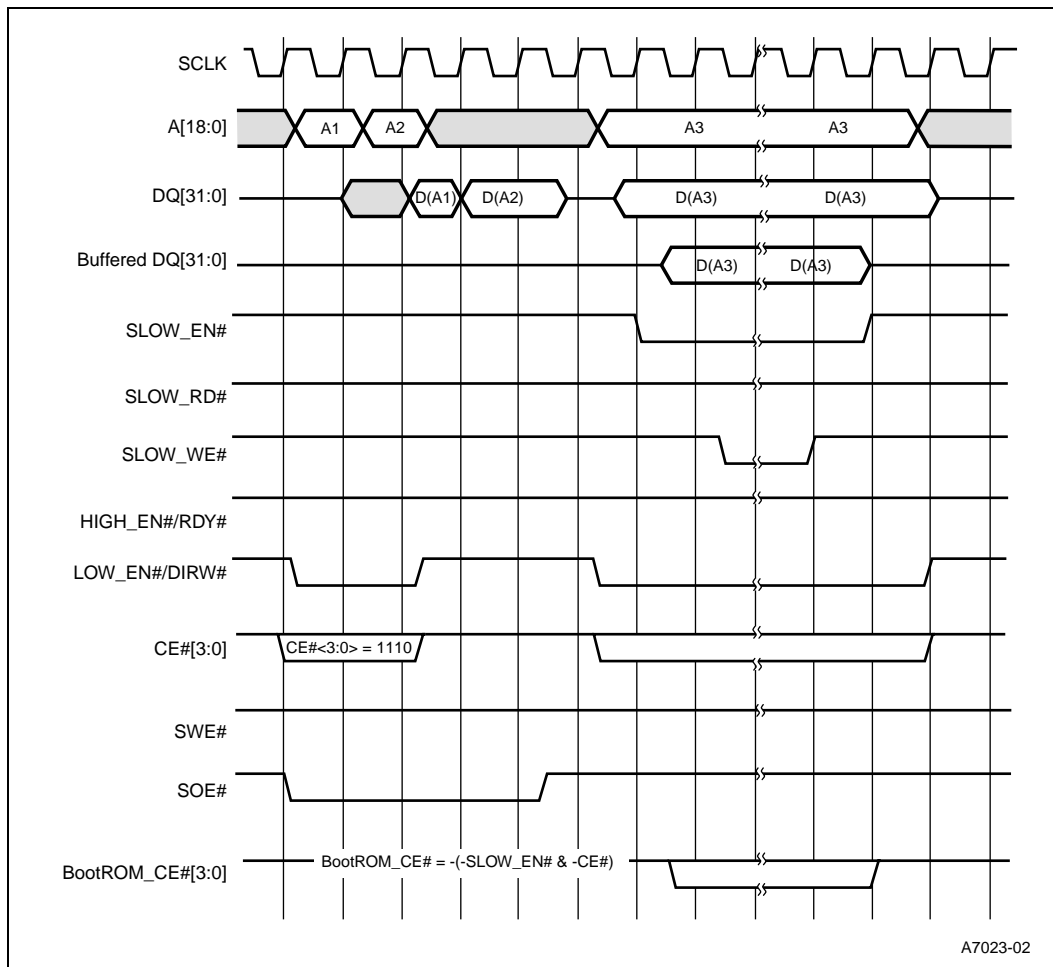 SCLK
A[18:0]
A1 A2 A3 A3
DQ[31:0]
D(A1) D(A2) D(A3) D(A3)
Buffered DQ[31:0]
D(A3) D(A3)
SLOW_EN#
SLOW_RD#
SLOW_WE#
HIGH_EN#/RDY#
LOW_EN#/DIRW#
CE#[3:0]
CE#<3:0> = 1110
SWE#
SOE#
BootROM_CE# = -(-SLOW_EN# & -CE#)
BootROM_CE#[3:0]
A7023-02